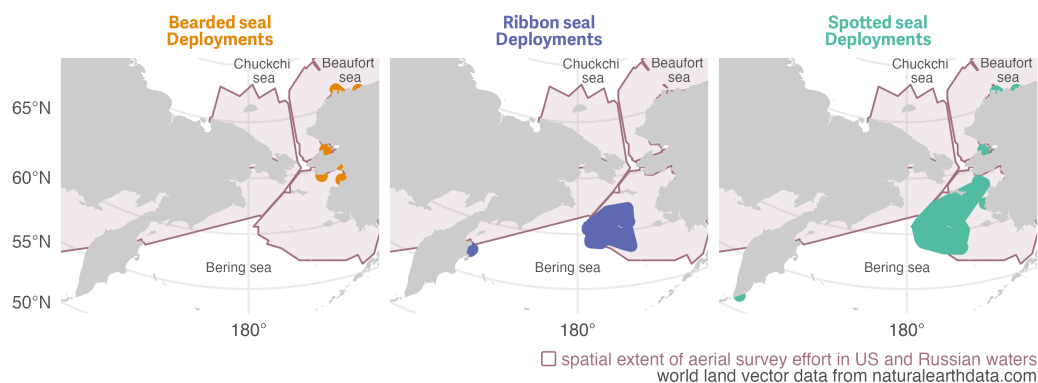 Bearded seal
Deployments
Ribbon seal
Deployments
Spotted seal
Deployments
Chuckchi
sea
Beaufort
sea
Chuckchi
sea
Beaufort
sea
Chuckchi
sea
Beaufort
sea
65°N
60°N
55°N
50°N
Bering sea
Bering sea
Bering sea
180°
180°
180°
spatial extent of aerial survey effort in US and Russian waters
world land vector data from naturalearthdata.com